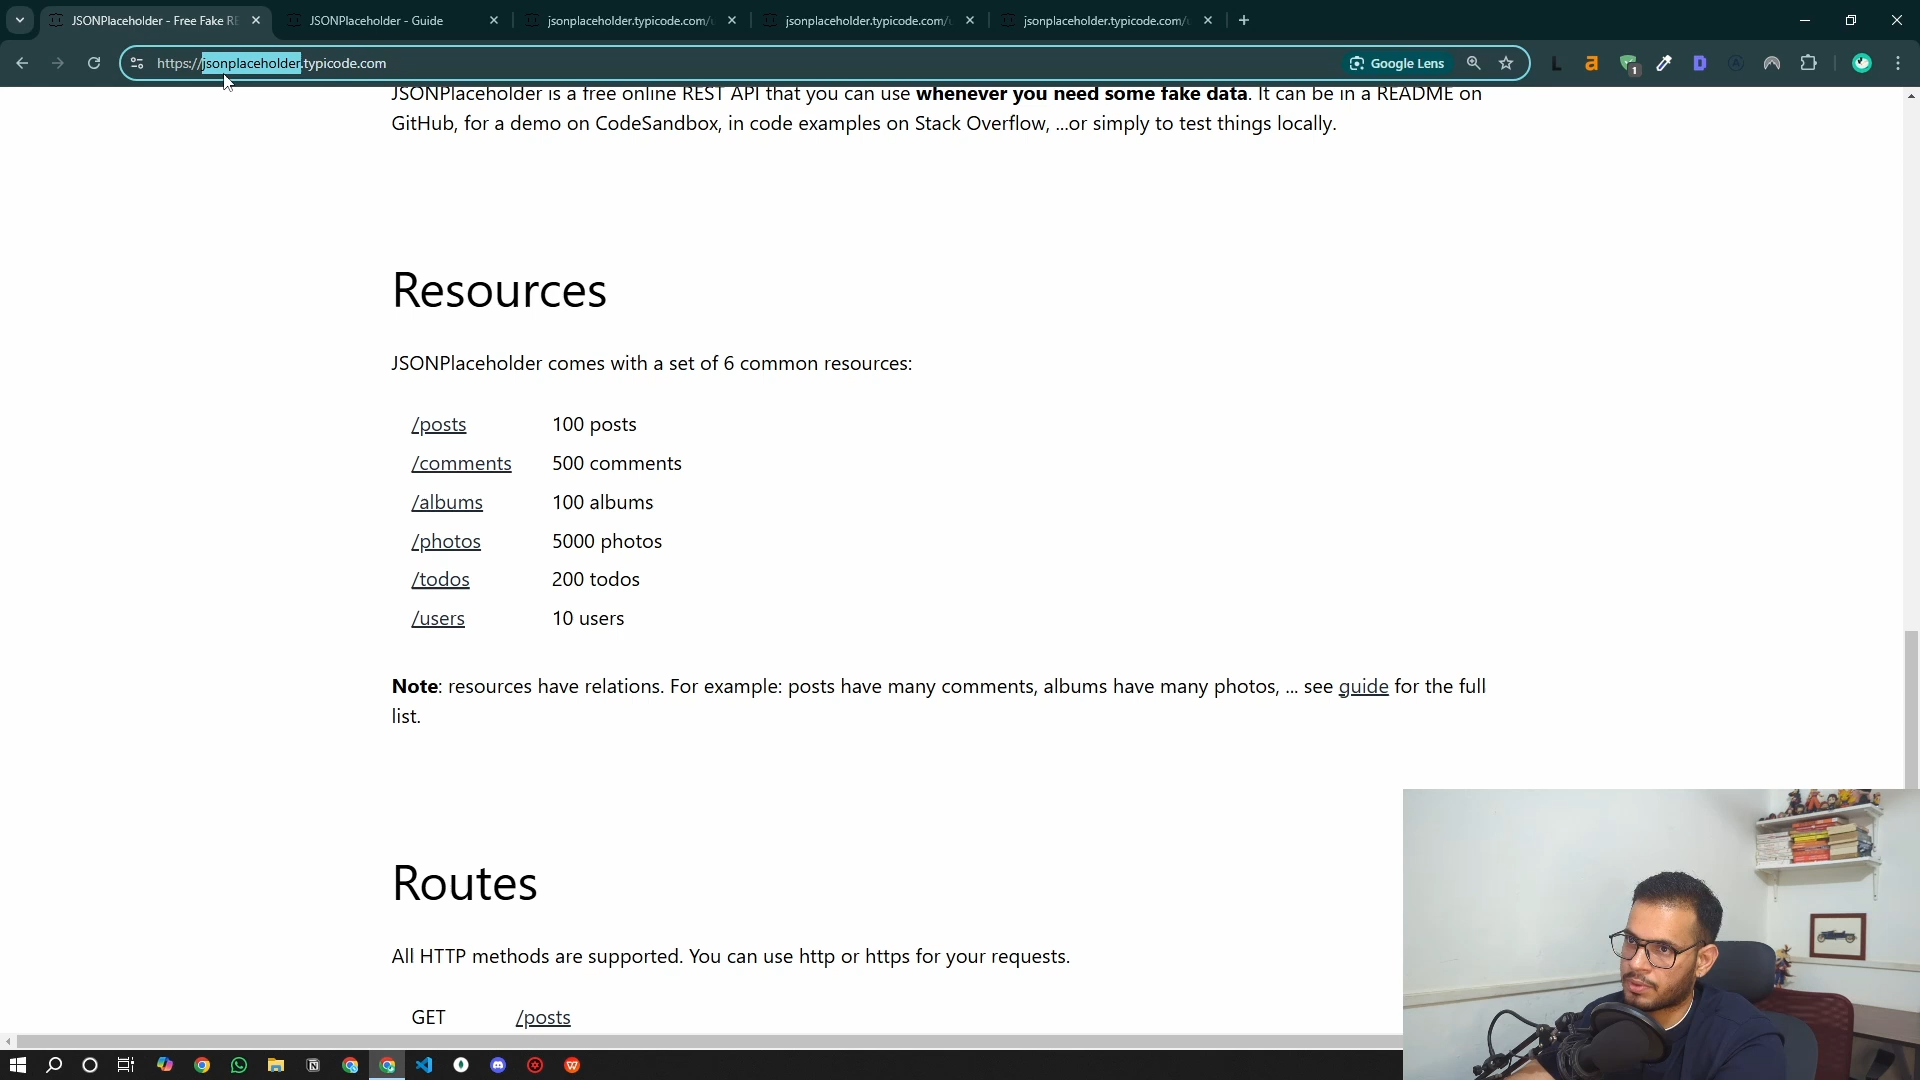 JSONPlaceholder - Free Fake RE
JSONPlaceholder - Guide
jsonplaceholder.typicode.com/u
jsonplaceholder.typicode.com/u
jsonplaceholder.typicode.com/u
https://jsonplaceholder.typicode.com
Google Lens
L
a
1
D
A
JSONPlaceholder is a free online REST API that you can use whenever you need some fake data. It can be in a README on
GitHub, for a demo on CodeSandbox, in code examples on Stack Overflow, ...or simply to test things locally.
Resources
JSONPlaceholder comes with a set of 6 common resources:
/posts 100 posts
/comments 500 comments
/albums 100 albums
/photos 5000 photos
/todos 200 todos
/users 10 users
Note: resources have relations. For example: posts have many comments, albums have many photos, ... see guide for the full
list.
Routes
All HTTP methods are supported. You can use http or https for your requests.
GET /posts